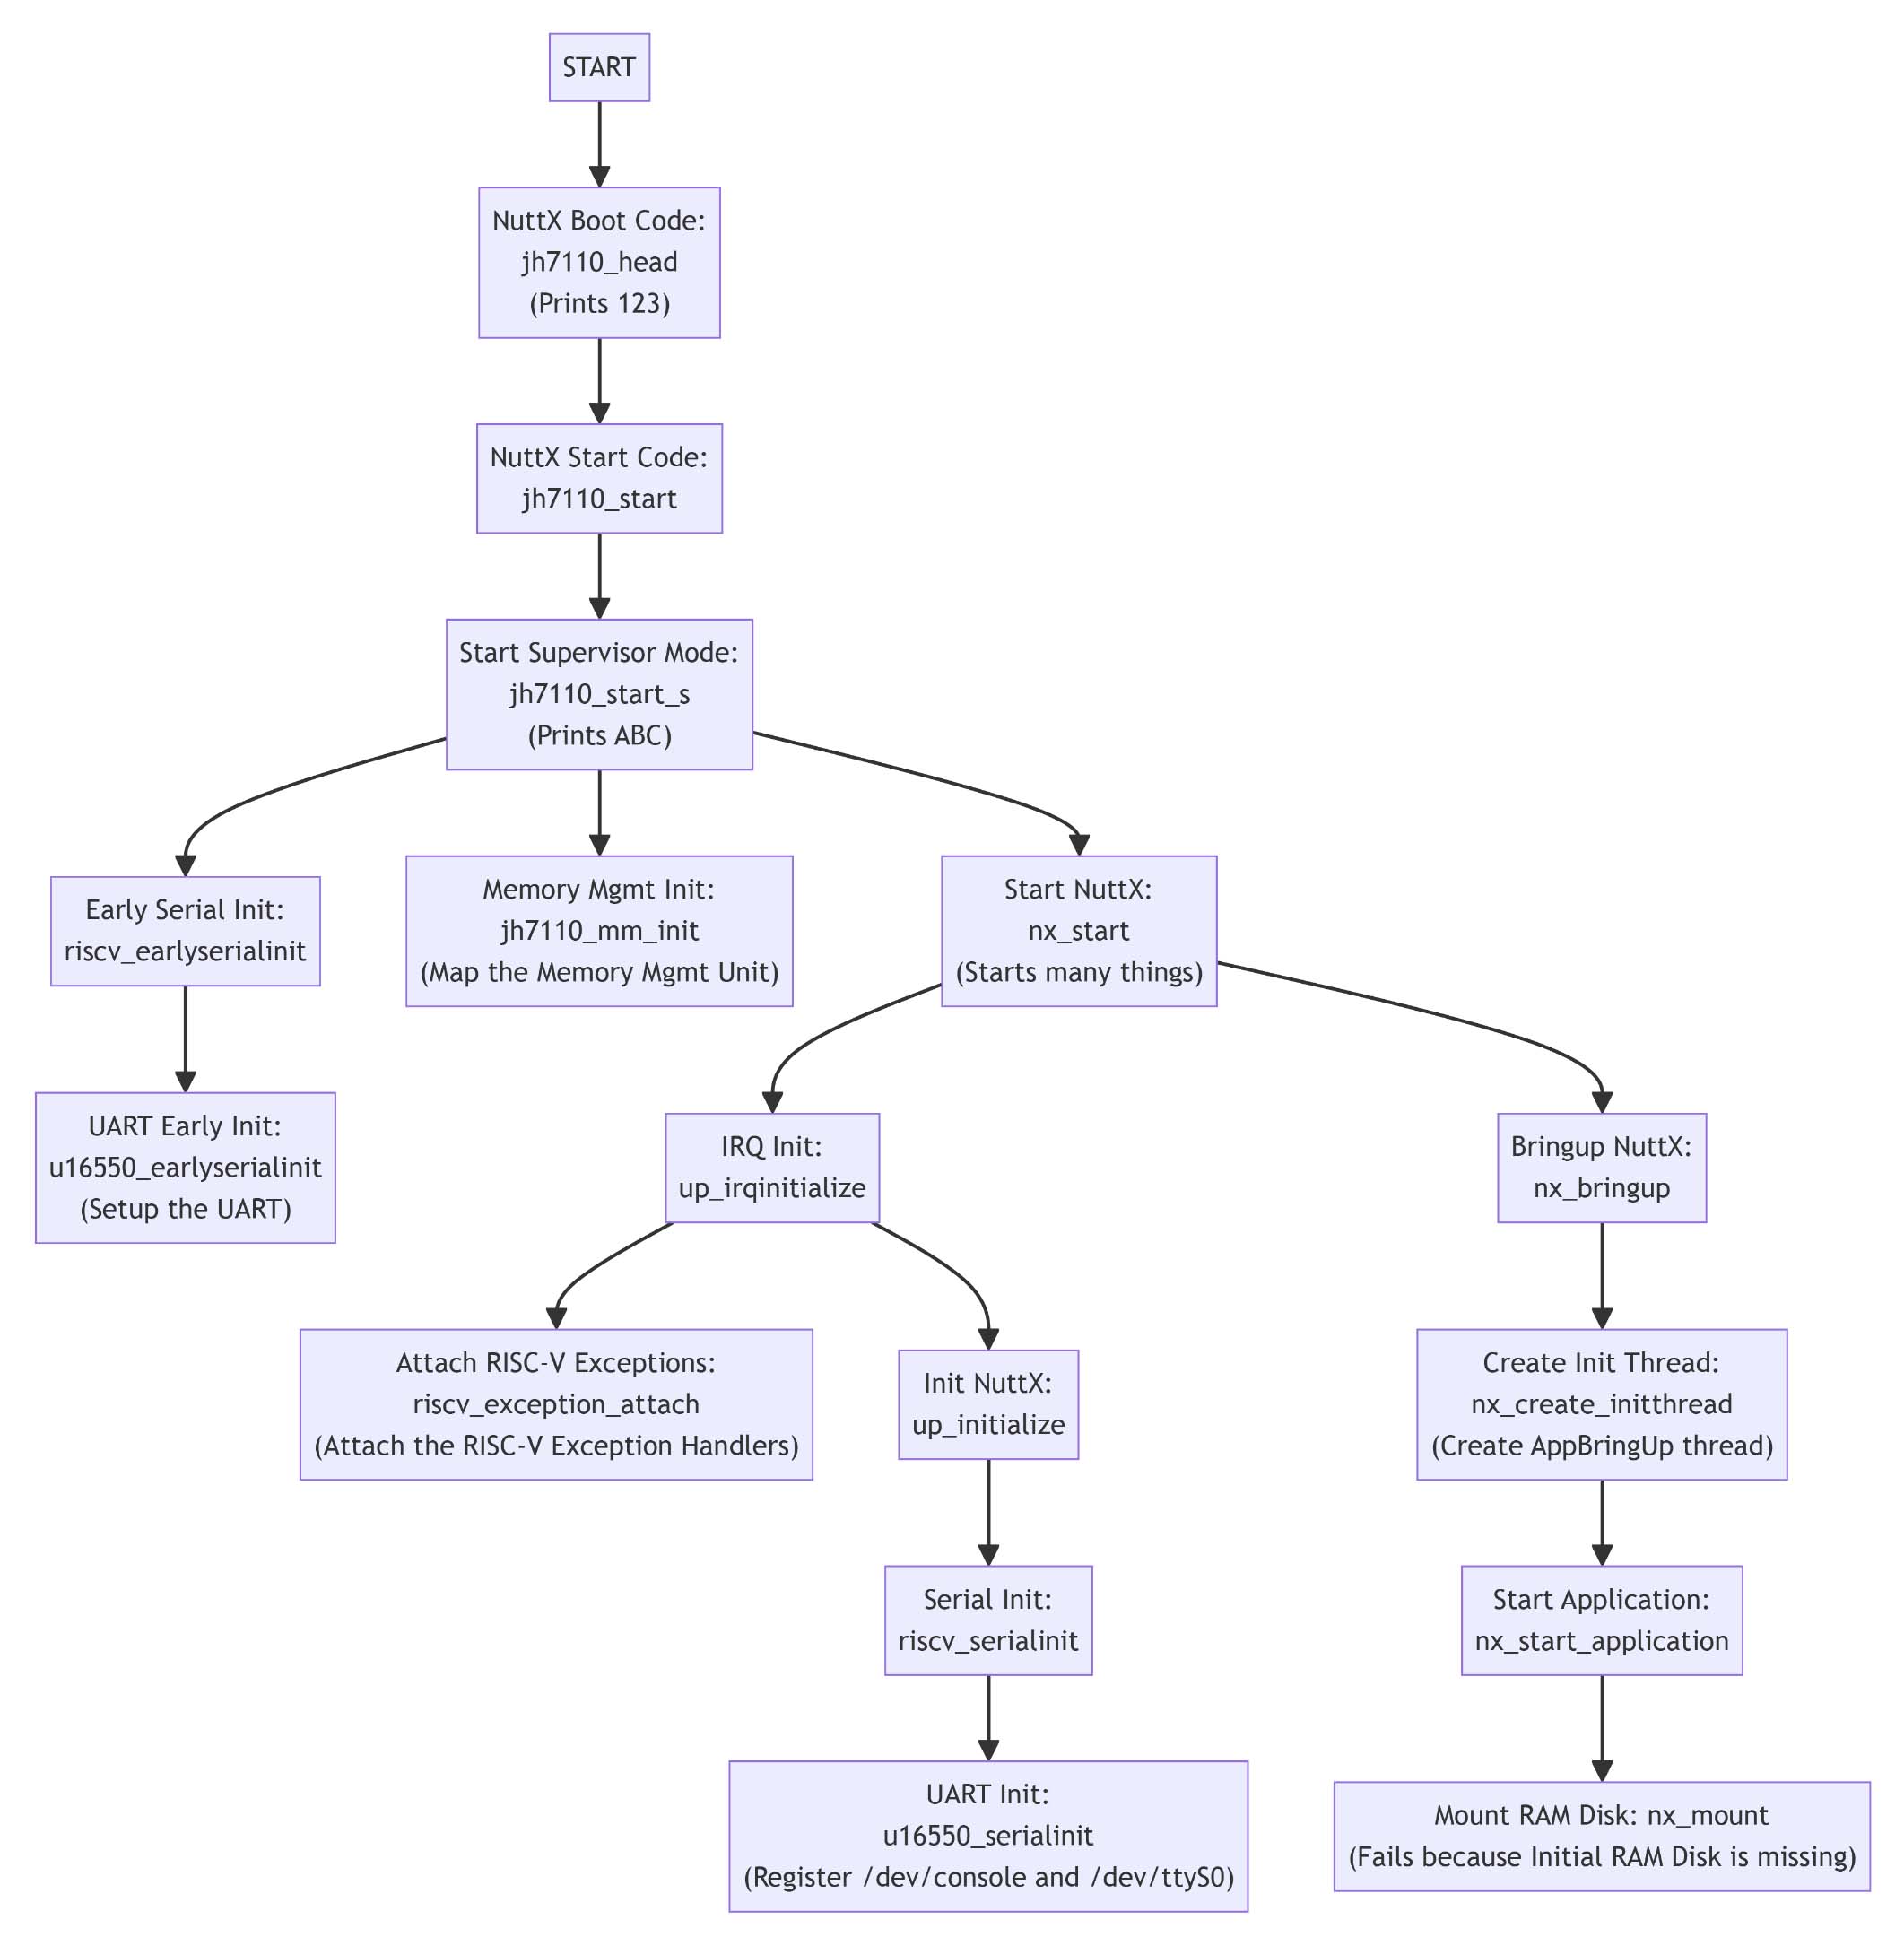 START
NuttX Boot Code:
jh7110_head
(Prints 123)
NuttX Start Code:
jh7110_start
Start Supervisor Mode:
jh7110_start_s
(Prints ABC)
Early Serial Init:
riscv_earlyserialinit
Memory Mgmt Init:
jh7110_mm_init
(Map the Memory Mgmt Unit)
Start NuttX:
nx_start
(Starts many things)
UART Early Init:
u16550_earlyserialinit
(Setup the UART)
IRQ Init:
up_irqinitialize
Bringup NuttX:
nx_bringup
Attach RISC-V Exceptions:
riscv_exception_attach
(Attach the RISC-V Exception Handlers)
Init NuttX:
up_initialize
Create Init Thread:
nx_create_initthread
(Create AppBringUp thread)
Serial Init:
riscv_serialinit
Start Application:
nx_start_application
UART Init:
u16550_serialinit
(Register /dev/console and /dev/ttyS0)
Mount RAM Disk: nx_mount
(Fails because Initial RAM Disk is missing)